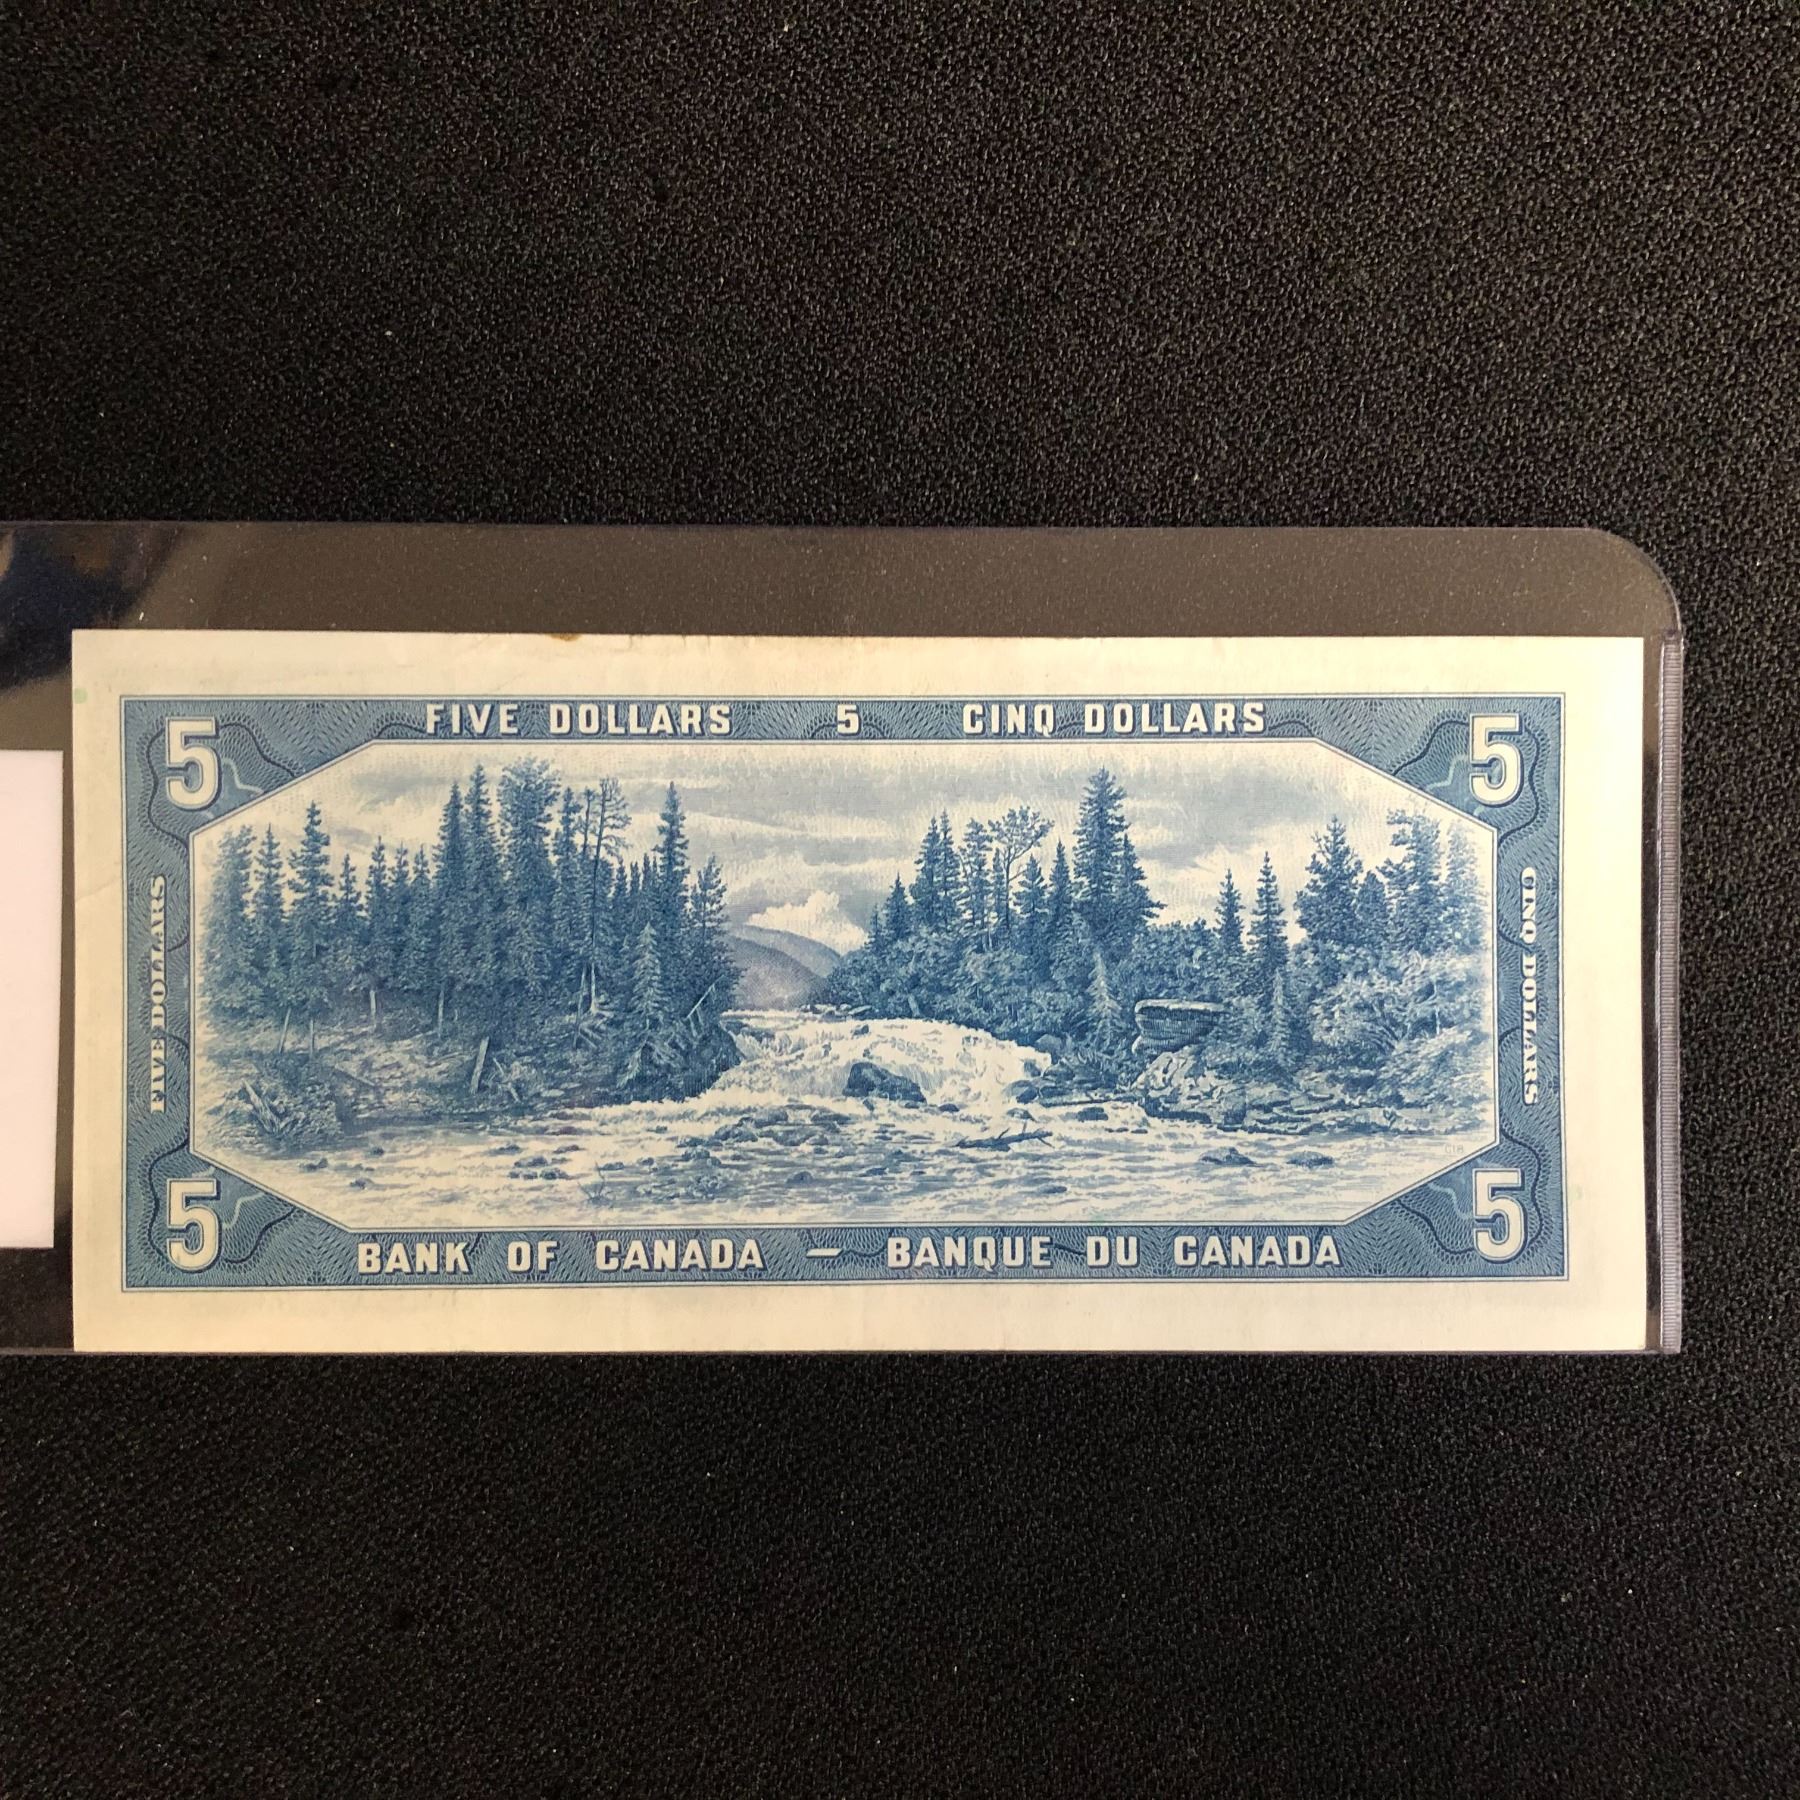 FIVE DOLLARS 5 CINQ DOLLARS
5 5
FIVE DOLLARS
CINQ DOLLARS
5 5
BANK OF CANADA — BANQUE DU CANADA